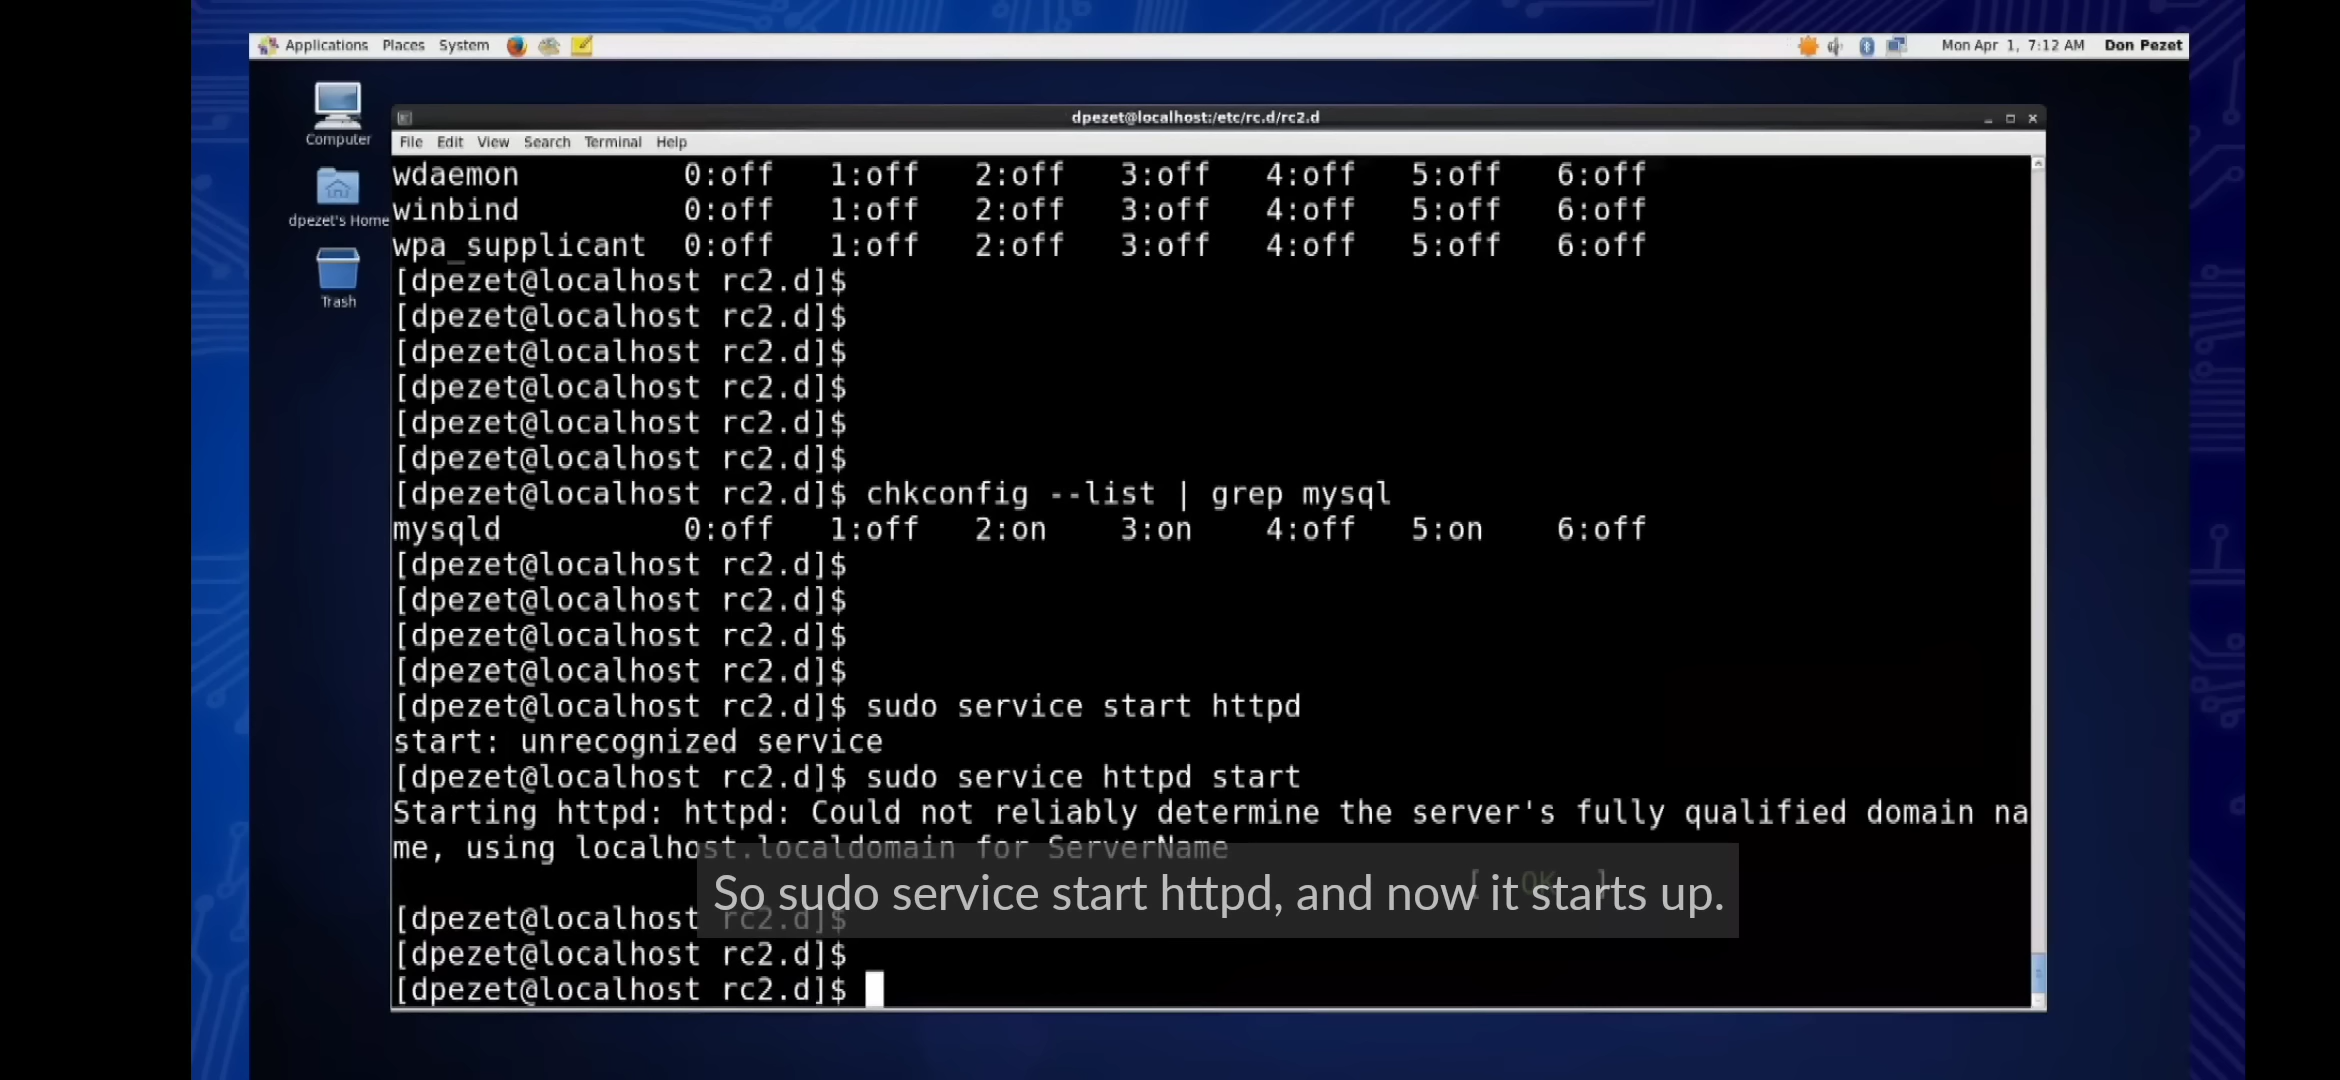 Applications Places System Mon Apr 1, 7:12 AM Don Pezet
Computer
dpezet's Home
Trash
dpezet@localhost:/etc/rc.d/rc2.d
File Edit View Search Terminal Help
wdaemon 0:off 1:off 2:off 3:off 4:off 5:off 6:off
winbind 0:off 1:off 2:off 3:off 4:off 5:off 6:off
wpa_supplicant 0:off 1:off 2:off 3:off 4:off 5:off 6:off
[dpezet@localhost rc2.d]$
[dpezet@localhost rc2.d]$
[dpezet@localhost rc2.d]$
[dpezet@localhost rc2.d]$
[dpezet@localhost rc2.d]$
[dpezet@localhost rc2.d]$
[dpezet@localhost rc2.d]$ chkconfig --list | grep mysql
mysqld 0:off 1:off 2:on 3:on 4:off 5:on 6:off
[dpezet@localhost rc2.d]$
[dpezet@localhost rc2.d]$
[dpezet@localhost rc2.d]$
[dpezet@localhost rc2.d]$
[dpezet@localhost rc2.d]$ sudo service start httpd
start: unrecognized service
[dpezet@localhost rc2.d]$ sudo service httpd start
Starting httpd: httpd: Could not reliably determine the server's fully qualified domain na
me, using localhost.localdomain for ServerName
[ OK ]
So sudo service start httpd, and now it starts up.
[dpezet@localhost rc2.d]$
[dpezet@localhost rc2.d]$
[dpezet@localhost rc2.d]$